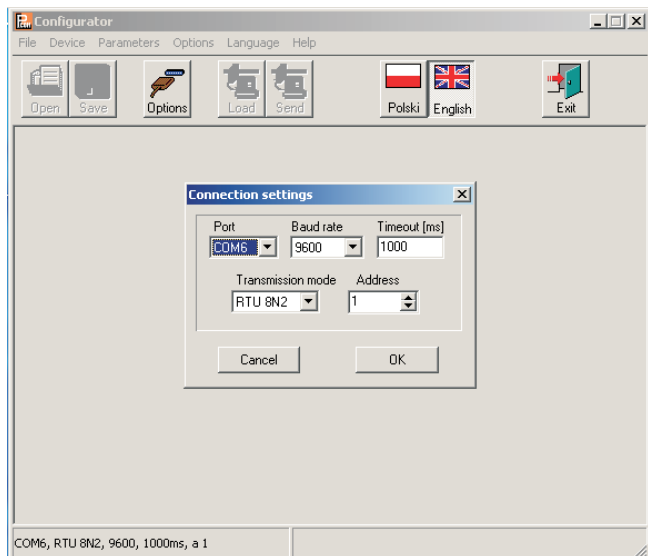 Configurator
File Device Parameters Options Language Help
Open Save Options Load Send Polski English Exit
Connection settings
Port Baud rate Timeout [ms]
COM6 9600 1000
Transmission mode Address
RTU 8N2 1
Cancel OK
COM6, RTU 8N2, 9600, 1000ms, a 1